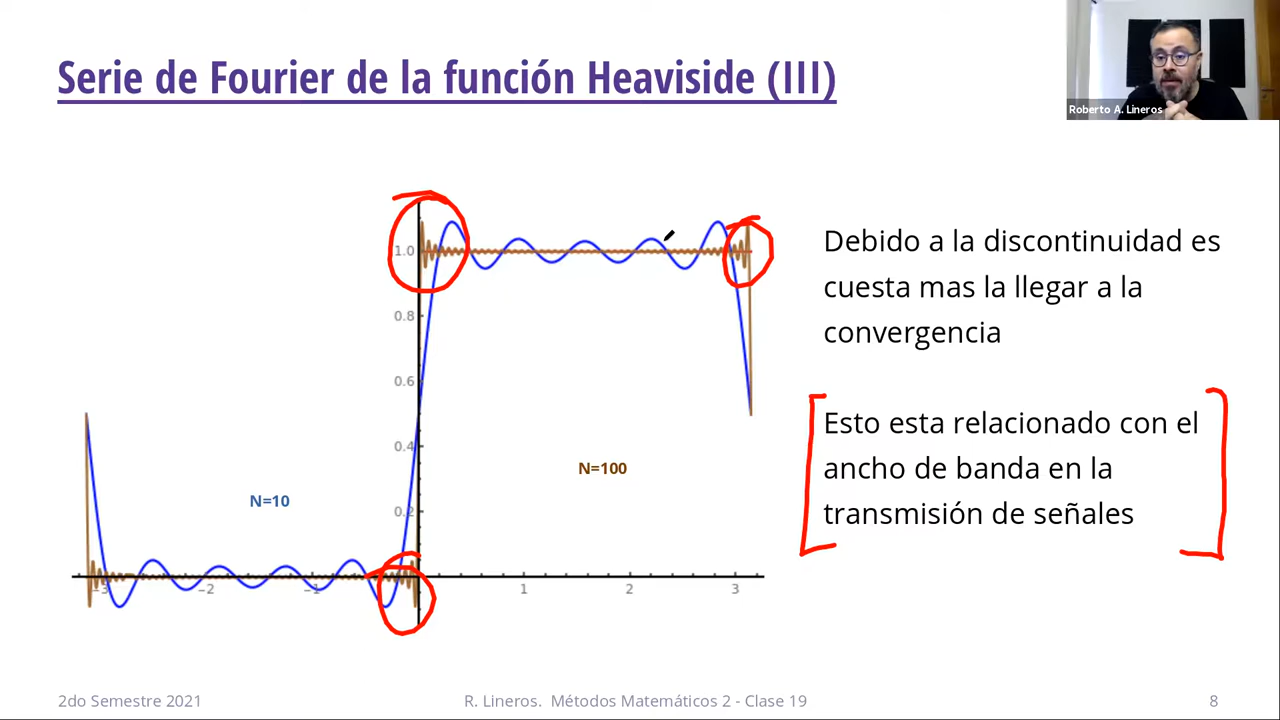 Serie de Fourier de la función Heaviside (III)
Roberto A. Lineros
Debido a la discontinuidad es
cuesta mas la llegar a la
convergencia
Esto esta relacionado con el
ancho de banda en la
transmisión de señales
1.0
0.8
0.6
0.4
0.2
N=100
N=10
−3 −2 −1 1 2 3
2do Semestre 2021
R. Lineros. Métodos Matemáticos 2 - Clase 19
8